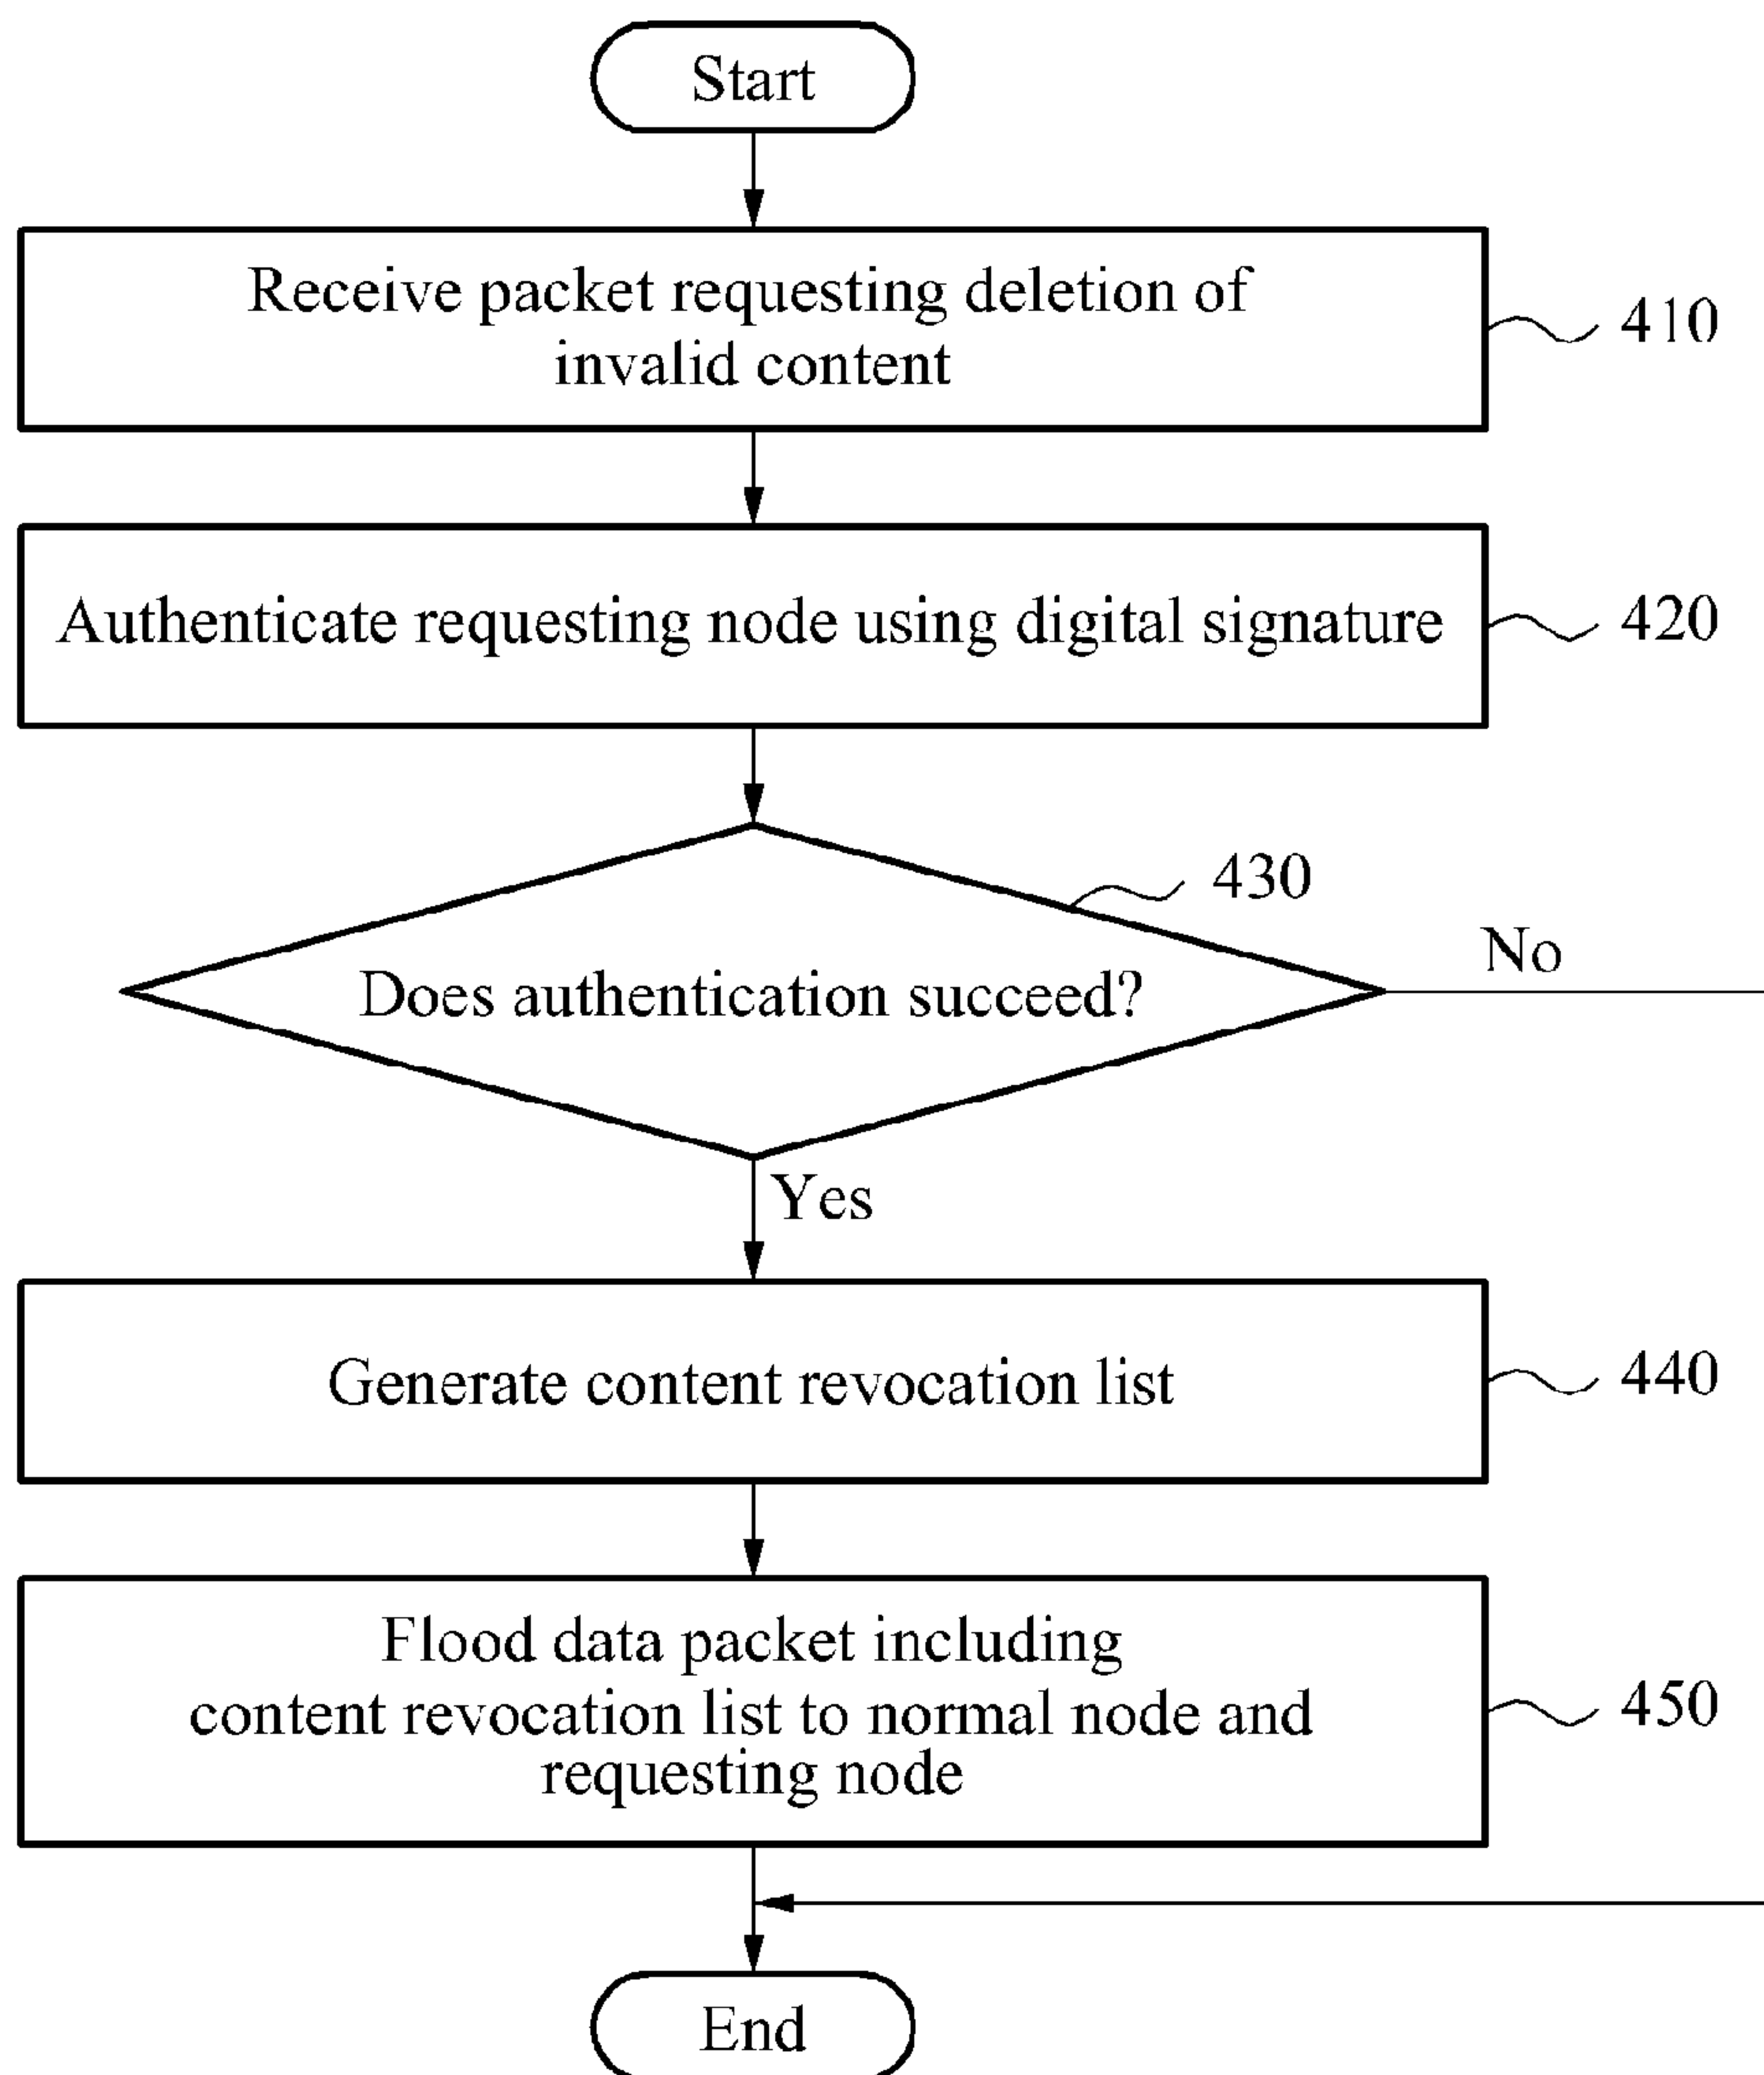 Start
Receive packet requesting deletion of
invalid content
410
Authenticate requesting node using digital signature
420
430
Does authentication succeed?
No
Yes
Generate content revocation list
440
Flood data packet including
content revocation list to normal node and
requesting node
450
End